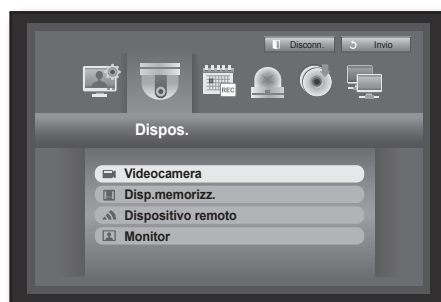 Disconn. Invio
REC
Dispos.
Videocamera
Disp.memorizz.
Dispositivo remoto
Monitor